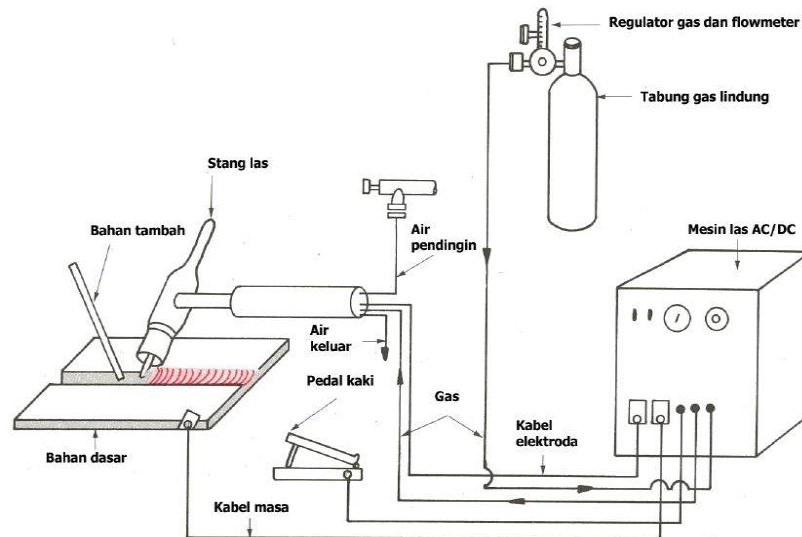 Regulator gas dan flowmeter
Tabung gas lindung
Stang las
Bahan tambah
Air
pendingin
Mesin las AC/DC
Air
keluar
Pedal kaki
Gas
Kabel
elektroda
Bahan dasar
Kabel masa